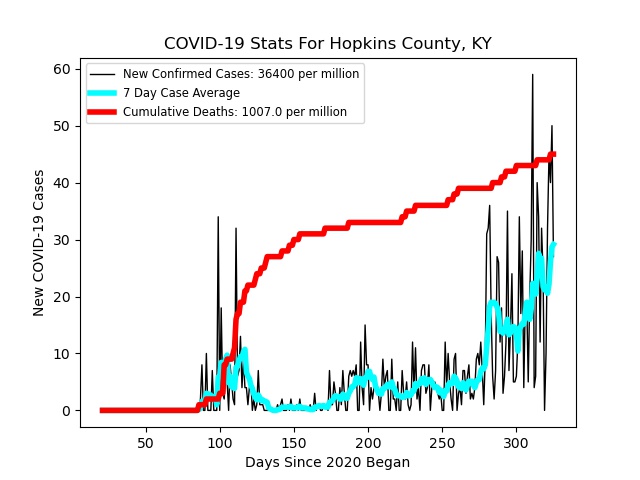 COVID-19 Stats For Hopkins County, KY
New Confirmed Cases: 36400 per million
7 Day Case Average
Cumulative Deaths: 1007.0 per million
60
50
40
30
20
10
0
New COVID-19 Cases
50 100 150 200 250 300
Days Since 2020 Began